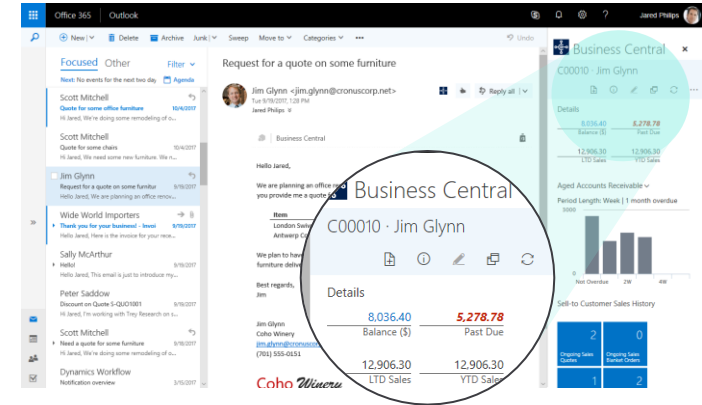 Office 365 Outlook
? Jared Philips
New | Delete Archive Junk | Sweep Move to Categories ••• Undo
Focused Other Filter
Next: No events for the next two day Agenda
Scott Mitchell
Quote for some office furniture 10/4/2017
Hi Jared, We're doing some remodeling of o...
Scott Mitchell
Quote for some chairs 10/4/2017
Hi Jared, We need some new furniture. We n...
Jim Glynn
Request for a quote on some furnitur 9/19/2017
Hello Jared, We are planning an office renov...
Wide World Importers
Thank you for your business! - Invoi 9/19/2017
Hello Jared, Here is the invoice for your rece...
Sally McArthur
Hello! 9/19/2017
Hello Jared, This email is just to introduce my...
Peter Saddow
Discount on Quote S-QUO1001 9/19/2017
Hi Jared, I'm working with Trey Research on s...
Scott Mitchell
Need a quote for some furniture 9/18/2017
Hi Jared, We're doing some remodeling of o...
Dynamics Workflow
Notification overview 3/15/2017
Request for a quote on some furniture
Jim Glynn <jim.glynn@cronuscorp.net>
Tue 9/19/2017, 1:28 PM
Jared Philips
Reply all |
Business Central
Hello Jared,
We are planning an office reno
you provide me a quote
Item
London Swive
Antwerp Co
We plan to have
furniture delive
Best regards,
Jim
Jim Glynn
Coho Winery
jim.glynn@cronuscorp
(701) 555-0151
Coho Winery
Business Central
C00010 · Jim Glynn
Details
8,036.40 5,278.78
Balance ($) Past Due
12,906.30 12,906.30
LTD Sales YTD Sales
Business Central ×
C00010 · Jim Glynn
Details
8,036.40 5,278.78
Balance ($) Past Due
12,906.30 12,906.30
LTD Sales YTD Sales
Aged Accounts Receivable
Period Length: Week | 1 month overdue
0
Not Overdue 2W 4W
Sell-to Customer Sales History
2 0
Ongoing Sales Quotes
Ongoing Sales Blanket Orders
1 2